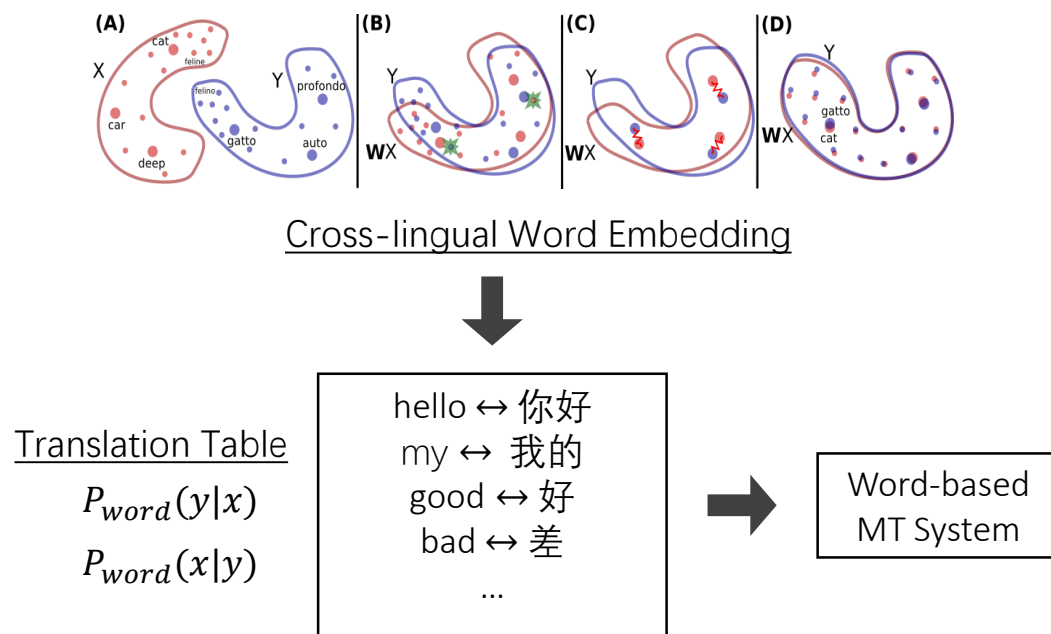 (A)
cat
feline
X
car
deep
Y
felino
profondo
gatto
auto
(B)
Y
WX
(C)
Y
WX
(D)
Y
gatto
cat
WX
Cross-lingual Word Embedding
Translation Table
P_word(y|x)
P_word(x|y)
hello ↔ 你好
my ↔ 我的
good ↔ 好
bad ↔ 差
...
Word-based
MT System